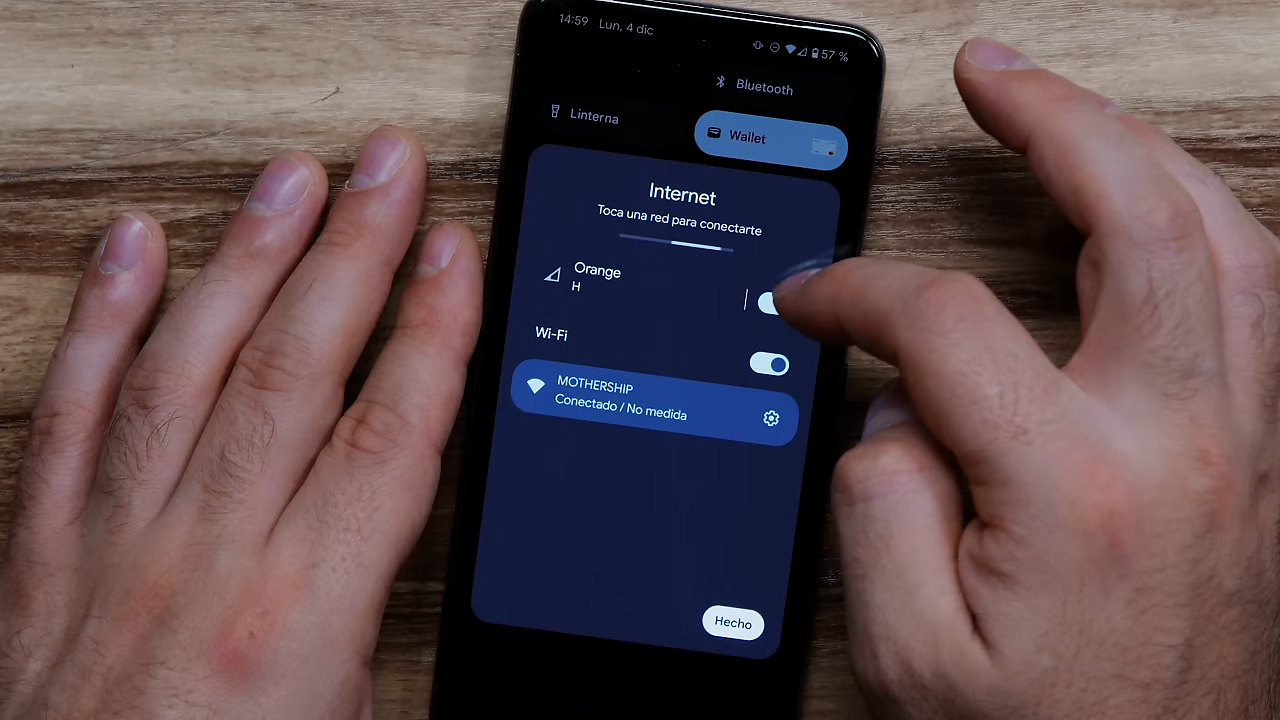 14:59 Lun, 4 dic
57 %
Bluetooth
Linterna
Wallet
Internet
Toca una red para conectarte
Orange
H
Wi-Fi
MOTHERSHIP
Conectado / No medida
Hecho